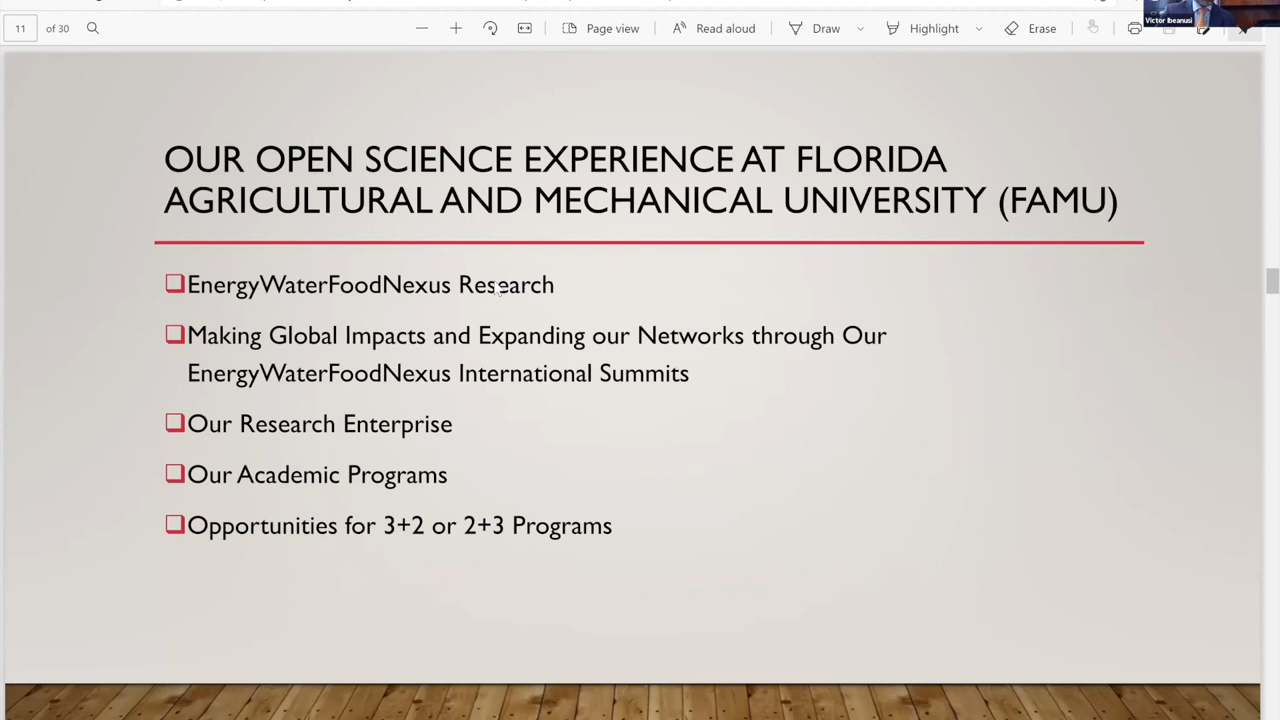 11 of 30
Page view
Read aloud
Draw
Highlight
Erase
Victor Ibeanusi
OUR OPEN SCIENCE EXPERIENCE AT FLORIDA
AGRICULTURAL AND MECHANICAL UNIVERSITY (FAMU)
EnergyWaterFoodNexus Research
Making Global Impacts and Expanding our Networks through Our
EnergyWaterFoodNexus International Summits
Our Research Enterprise
Our Academic Programs
Opportunities for 3+2 or 2+3 Programs